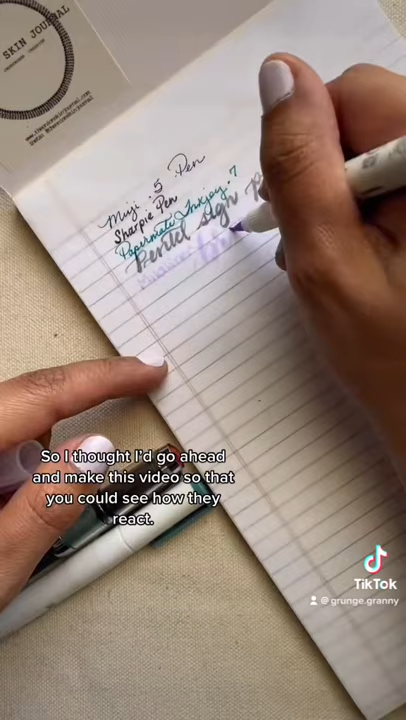 SKIN JOURNAL
Muji .5 Pen
Sharpie Pen
Papermate Inkjoy .7
Pentel sign
So I thought I'd go ahead
and make this video so that
you could see how they
react.
TikTok
@grunge.granny